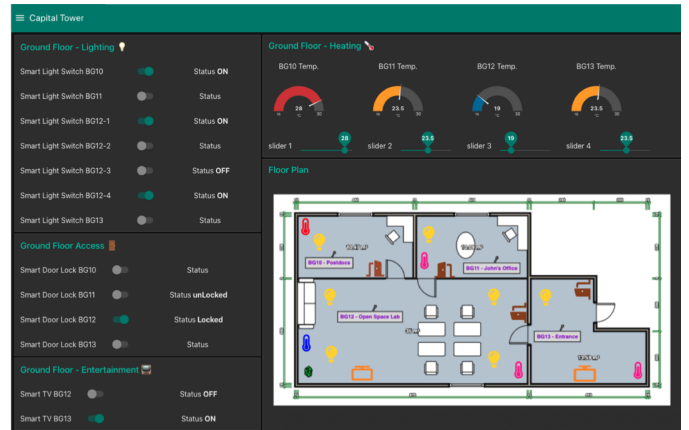 Capital Tower
Ground Floor - Lighting
Smart Light Switch BG10 Status ON
Smart Light Switch BG11 Status
Smart Light Switch BG12-1 Status ON
Smart Light Switch BG12-2 Status
Smart Light Switch BG12-3 Status OFF
Smart Light Switch BG12-4 Status ON
Smart Light Switch BG13 Status
Ground Floor Access
Smart Door Lock BG10 Status
Smart Door Lock BG11 Status unLocked
Smart Door Lock BG12 Status Locked
Smart Door Lock BG13 Status
Ground Floor - Entertainment
Smart TV BG12 Status OFF
Smart TV BG13 Status ON
Ground Floor - Heating
BG10 Temp. BG11 Temp. BG12 Temp. BG13 Temp.
28 23.5 19 23.5
°C °C °C °C
slider 1 28 slider 2 23.5 slider 3 19 slider 4 23.5
Floor Plan
BG10 - Postdocs
BG11 - John's Office
BG12 - Open Space Lab
BG13 - Entrance